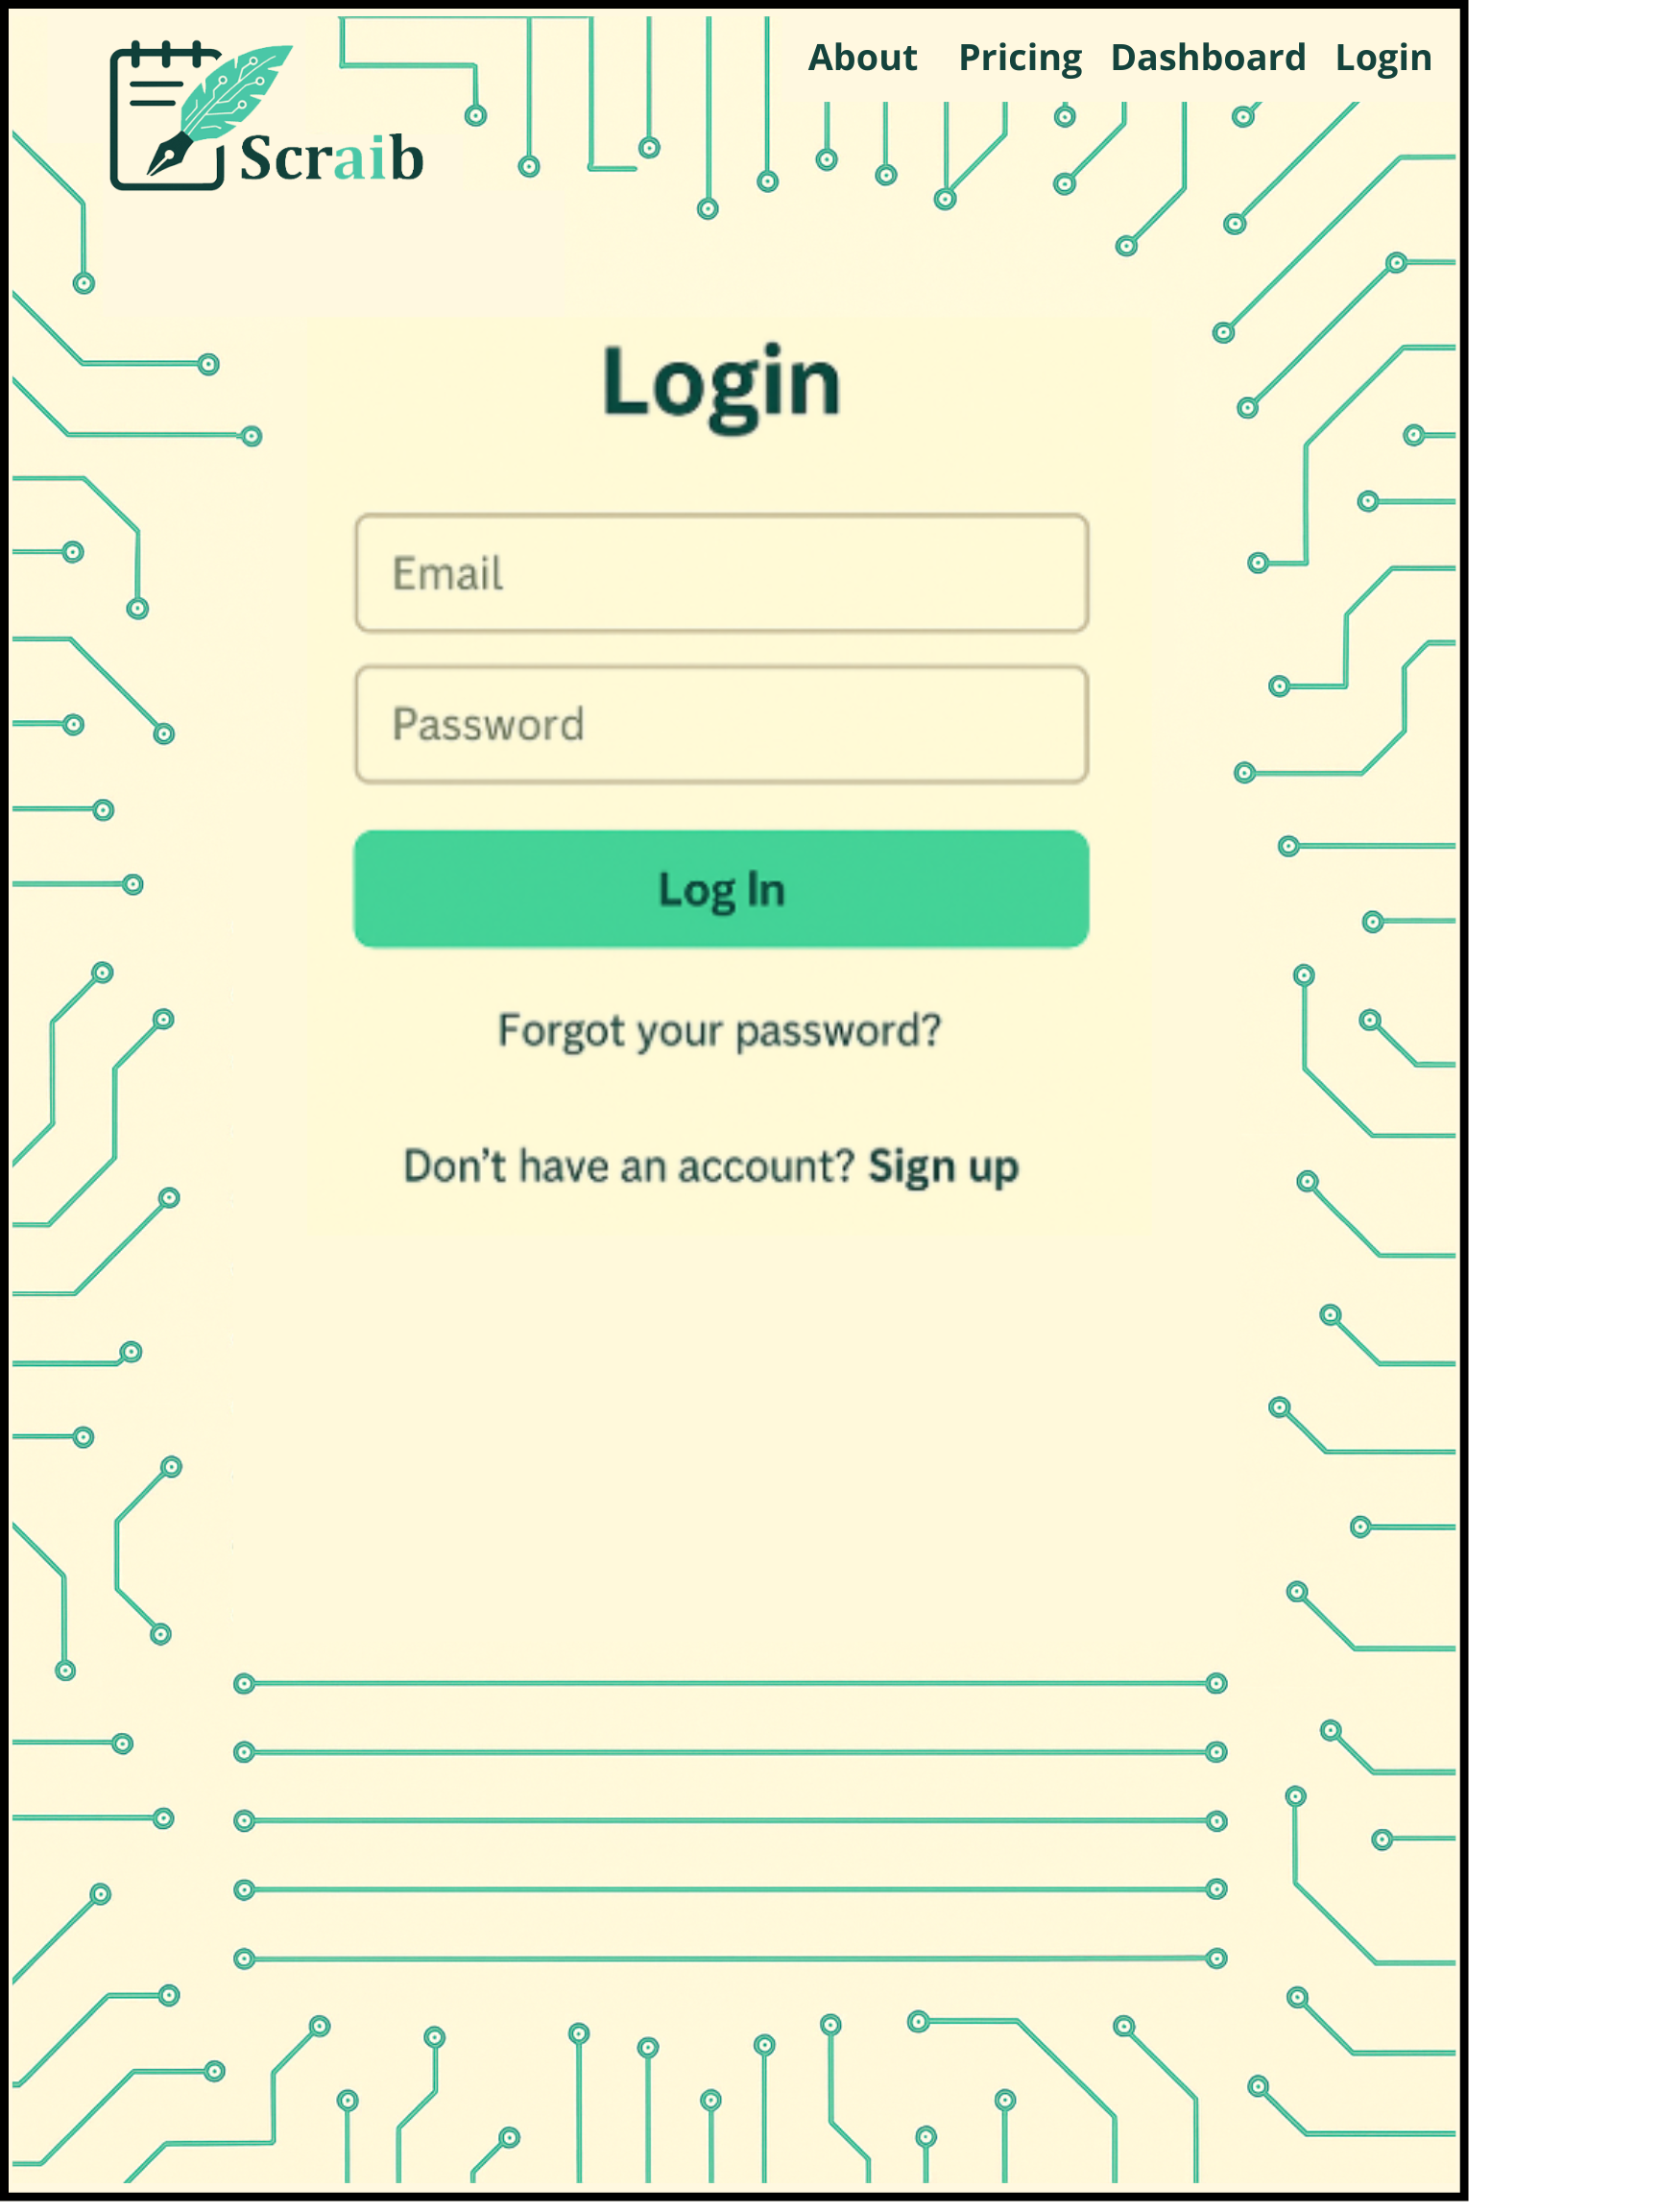 Scraib
About Pricing Dashboard Login
Login
Email
Password
Log In
Forgot your password?
Don't have an account? Sign up